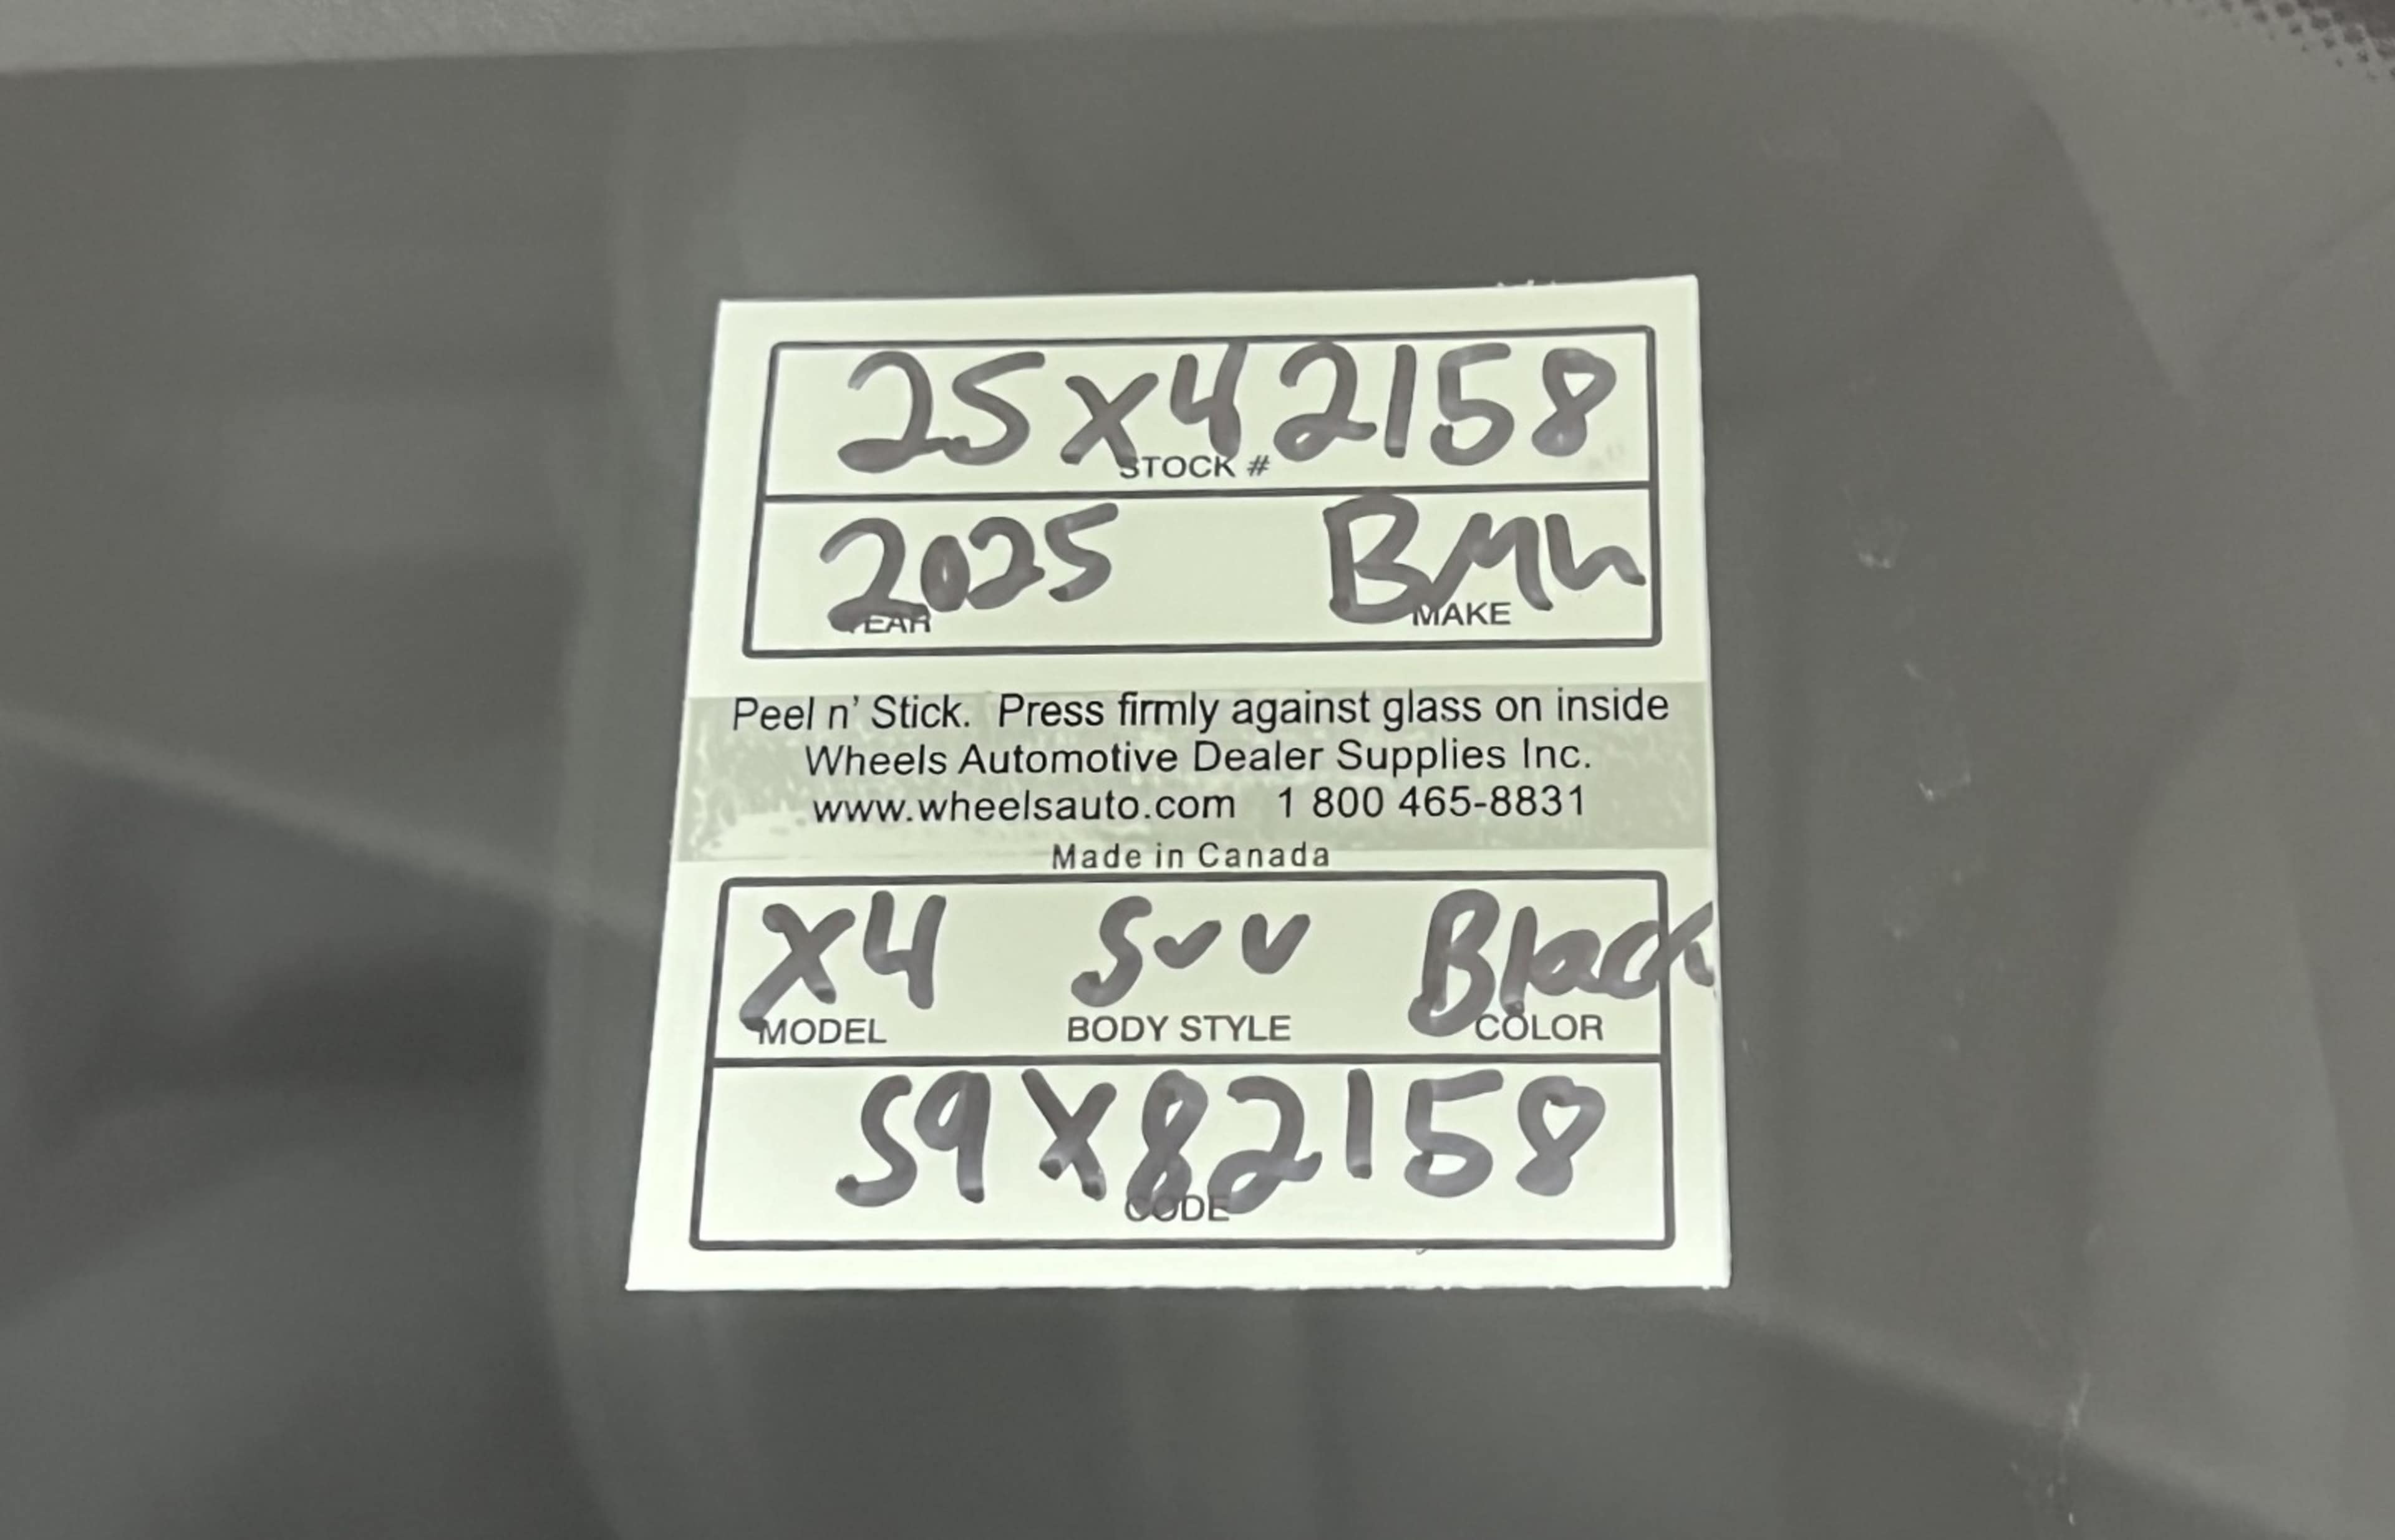 25X42158
STOCK #
2025 BMW
YEAR MAKE
Peel n' Stick. Press firmly against glass on inside
Wheels Automotive Dealer Supplies Inc.
www.wheelsauto.com 1 800 465-8831
Made in Canada
X4 SUV Black
MODEL BODY STYLE COLOR
S9X82158
CODE